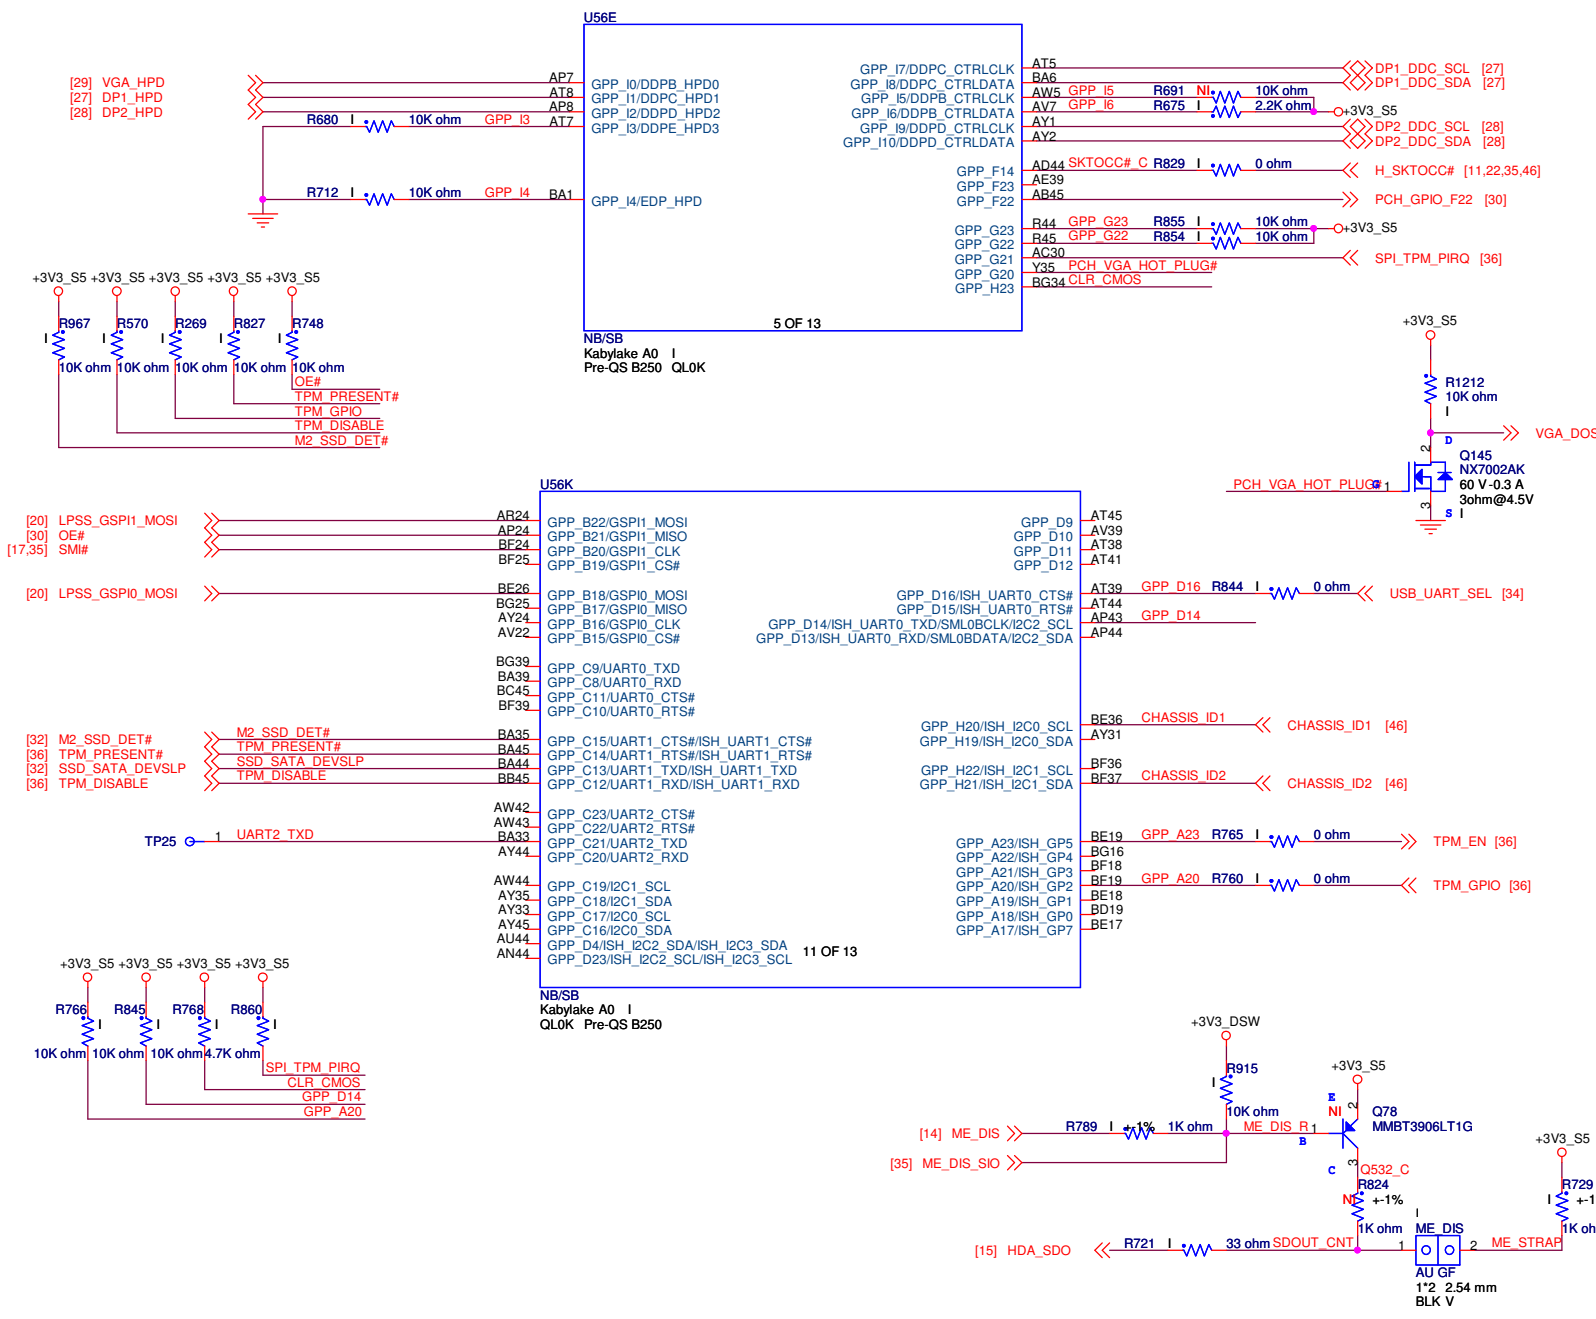 U56E
[29] VGA_HPD
[27] DP1_HPD
[28] DP2_HPD
R680 I 10K ohm GPP_I3
R712 I 10K ohm GPP_I4
AP7 GPP_I0/DDPB_HPD0
AT8 GPP_I1/DDPC_HPD1
AP8 GPP_I2/DDPD_HPD2
AT7 GPP_I3/DDPE_HPD3
BA1 GPP_I4/EDP_HPD
GPP_I7/DDPC_CTRLCLK AT5 DP1_DDC_SCL [27]
GPP_I8/DDPC_CTRLDATA BA6 DP1_DDC_SDA [27]
GPP_I5/DDPB_CTRLCLK AW5 GPP_I5 R691 NI 10K ohm
GPP_I6/DDPB_CTRLDATA AV7 GPP_I6 R675 I 2.2K ohm +3V3_S5
GPP_I9/DDPD_CTRLCLK AY1 DP2_DDC_SCL [28]
GPP_I10/DDPD_CTRLDATA AY2 DP2_DDC_SDA [28]
GPP_F14 AD44 SKTOCC#_C R829 I 0 ohm H_SKTOCC# [11,22,35,46]
GPP_F23 AE39
GPP_F22 AB45 PCH_GPIO_F22 [30]
GPP_G23 R44 GPP_G23 R855 I 10K ohm +3V3_S5
GPP_G22 R45 GPP_G22 R854 I 10K ohm
GPP_G21 AC30 SPI_TPM_PIRQ [36]
GPP_G20 Y35 PCH_VGA_HOT_PLUG#
GPP_H23 BG34 CLR_CMOS
5 OF 13
NB/SB
Kabylake A0 I
Pre-QS B250 QL0K
+3V3_S5 +3V3_S5 +3V3_S5 +3V3_S5 +3V3_S5
R967 R570 R269 R827 R748
I I I I I
10K ohm 10K ohm 10K ohm 10K ohm 10K ohm
OE#
TPM_PRESENT#
TPM_GPIO
TPM_DISABLE
M2_SSD_DET#
+3V3_S5
R1212
10K ohm
I
VGA_DOS
D
2
Q145
NX7002AK
60 V -0.3 A
3ohm@4.5V
I
PCH_VGA_HOT_PLUG# G 1
3
S
U56K
[20] LPSS_GSPI1_MOSI AR24 GPP_B22/GSPI1_MOSI
[30] OE# AP24 GPP_B21/GSPI1_MISO
[17,35] SMI# BF24 GPP_B20/GSPI1_CLK
BF25 GPP_B19/GSPI1_CS#
[20] LPSS_GSPI0_MOSI BE26 GPP_B18/GSPI0_MOSI
BG25 GPP_B17/GSPI0_MISO
AY24 GPP_B16/GSPI0_CLK
AV22 GPP_B15/GSPI0_CS#
BG39 GPP_C9/UART0_TXD
BA39 GPP_C8/UART0_RXD
BC45 GPP_C11/UART0_CTS#
BF39 GPP_C10/UART0_RTS#
[32] M2_SSD_DET# M2_SSD_DET# BA35 GPP_C15/UART1_CTS#/ISH_UART1_CTS#
[36] TPM_PRESENT# TPM_PRESENT# BA45 GPP_C14/UART1_RTS#/ISH_UART1_RTS#
[32] SSD_SATA_DEVSLP SSD_SATA_DEVSLP BA44 GPP_C13/UART1_TXD/ISH_UART1_TXD
[36] TPM_DISABLE TPM_DISABLE BB45 GPP_C12/UART1_RXD/ISH_UART1_RXD
AW42 GPP_C23/UART2_CTS#
AW43 GPP_C22/UART2_RTS#
TP25 1 UART2_TXD BA33 GPP_C21/UART2_TXD
AY44 GPP_C20/UART2_RXD
AW44 GPP_C19/I2C1_SCL
AY35 GPP_C18/I2C1_SDA
AY33 GPP_C17/I2C0_SCL
AY45 GPP_C16/I2C0_SDA
AU44 GPP_D4/ISH_I2C2_SDA/ISH_I2C3_SDA
AN44 GPP_D23/ISH_I2C2_SCL/ISH_I2C3_SCL
11 OF 13
GPP_D9 AT45
GPP_D10 AV39
GPP_D11 AT38
GPP_D12 AT41
GPP_D16/ISH_UART0_CTS# AT39 GPP_D16 R844 I 0 ohm USB_UART_SEL [34]
GPP_D15/ISH_UART0_RTS# AT44
GPP_D14/ISH_UART0_TXD/SML0BCLK/I2C2_SCL AP43 GPP_D14
GPP_D13/ISH_UART0_RXD/SML0BDATA/I2C2_SDA AP44
GPP_H20/ISH_I2C0_SCL BE36 CHASSIS_ID1 CHASSIS_ID1 [46]
GPP_H19/ISH_I2C0_SDA AY31
GPP_H22/ISH_I2C1_SCL BF36
GPP_H21/ISH_I2C1_SDA BF37 CHASSIS_ID2 CHASSIS_ID2 [46]
GPP_A23/ISH_GP5 BE19 GPP_A23 R765 I 0 ohm TPM_EN [36]
GPP_A22/ISH_GP4 BG16
GPP_A21/ISH_GP3 BF18
GPP_A20/ISH_GP2 BF19 GPP_A20 R760 I 0 ohm TPM_GPIO [36]
GPP_A19/ISH_GP1 BE18
GPP_A18/ISH_GP0 BD19
GPP_A17/ISH_GP7 BE17
NB/SB
Kabylake A0 I
QL0K Pre-QS B250
+3V3_S5 +3V3_S5 +3V3_S5 +3V3_S5
R766 R845 R768 R860
I I I I
10K ohm 10K ohm 10K ohm 4.7K ohm
SPI_TPM_PIRQ
CLR_CMOS
GPP_D14
GPP_A20
+3V3_DSW
R915
I
10K ohm
[14] ME_DIS R789 I +-1% 1K ohm ME_DIS_R 1
B
[35] ME_DIS_SIO
+3V3_S5
E
NI
2
Q78
MMBT3906LT1G
C
3
Q532_C
R824
NI +-1%
1K ohm
[15] HDA_SDO R721 I 33 ohm SDOUT_CNT 1
I
ME_DIS
2 ME_STRAP
AU GF
1*2 2.54 mm
BLK V
+3V3_S5
R729
I +-1
1K oh